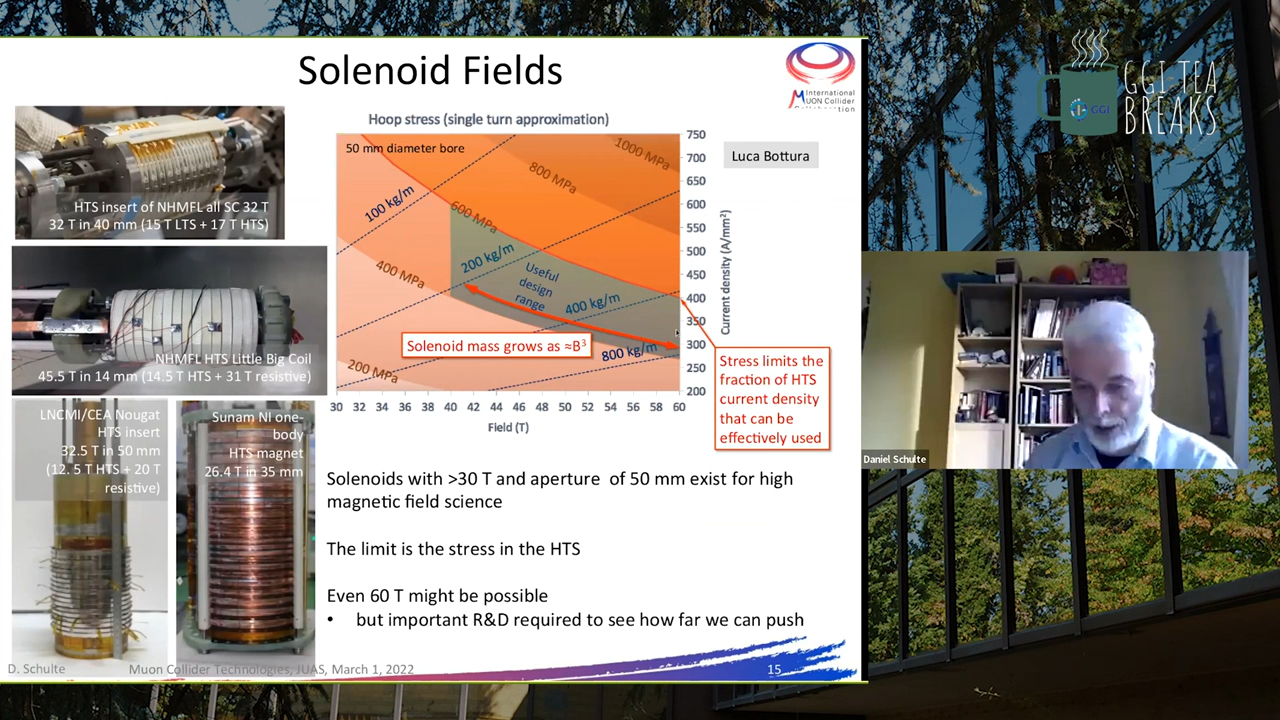 Solenoid Fields
International
MUON Collider
Collaboration
GGI TEA
BREAKS
GGI
HTS insert of NHMFL all SC 32 T
32 T in 40 mm (15 T LTS + 17 T HTS)
NHMFL HTS Little Big Coil
45.5 T in 14 mm (14.5 T HTS + 31 T resistive)
LNCMI/CEA Nougat
HTS insert
32.5 T in 50 mm
(12. 5 T HTS + 20 T
resistive)
Sunam NI one-
body
HTS magnet
26.4 T in 35 mm
Hoop stress (single turn approximation)
50 mm diameter bore
Luca Bottura
1000 MPa
800 MPa
600 MPa
400 MPa
200 MPa
100 kg/m
200 kg/m
400 kg/m
800 kg/m
Useful
design
range
Solenoid mass grows as ≈B³
750
700
650
600
550
500
450
400
350
300
250
200
Current density (A/mm²)
30 32 34 36 38 40 42 44 46 48 50 52 54 56 58 60
Field (T)
Stress limits the
fraction of HTS
current density
that can be
effectively used
Solenoids with >30 T and aperture of 50 mm exist for high
magnetic field science
The limit is the stress in the HTS
Even 60 T might be possible
• but important R&D required to see how far we can push
D. Schulte
Muon Collider Technologies, JUAS, March 1, 2022
15
Daniel Schulte